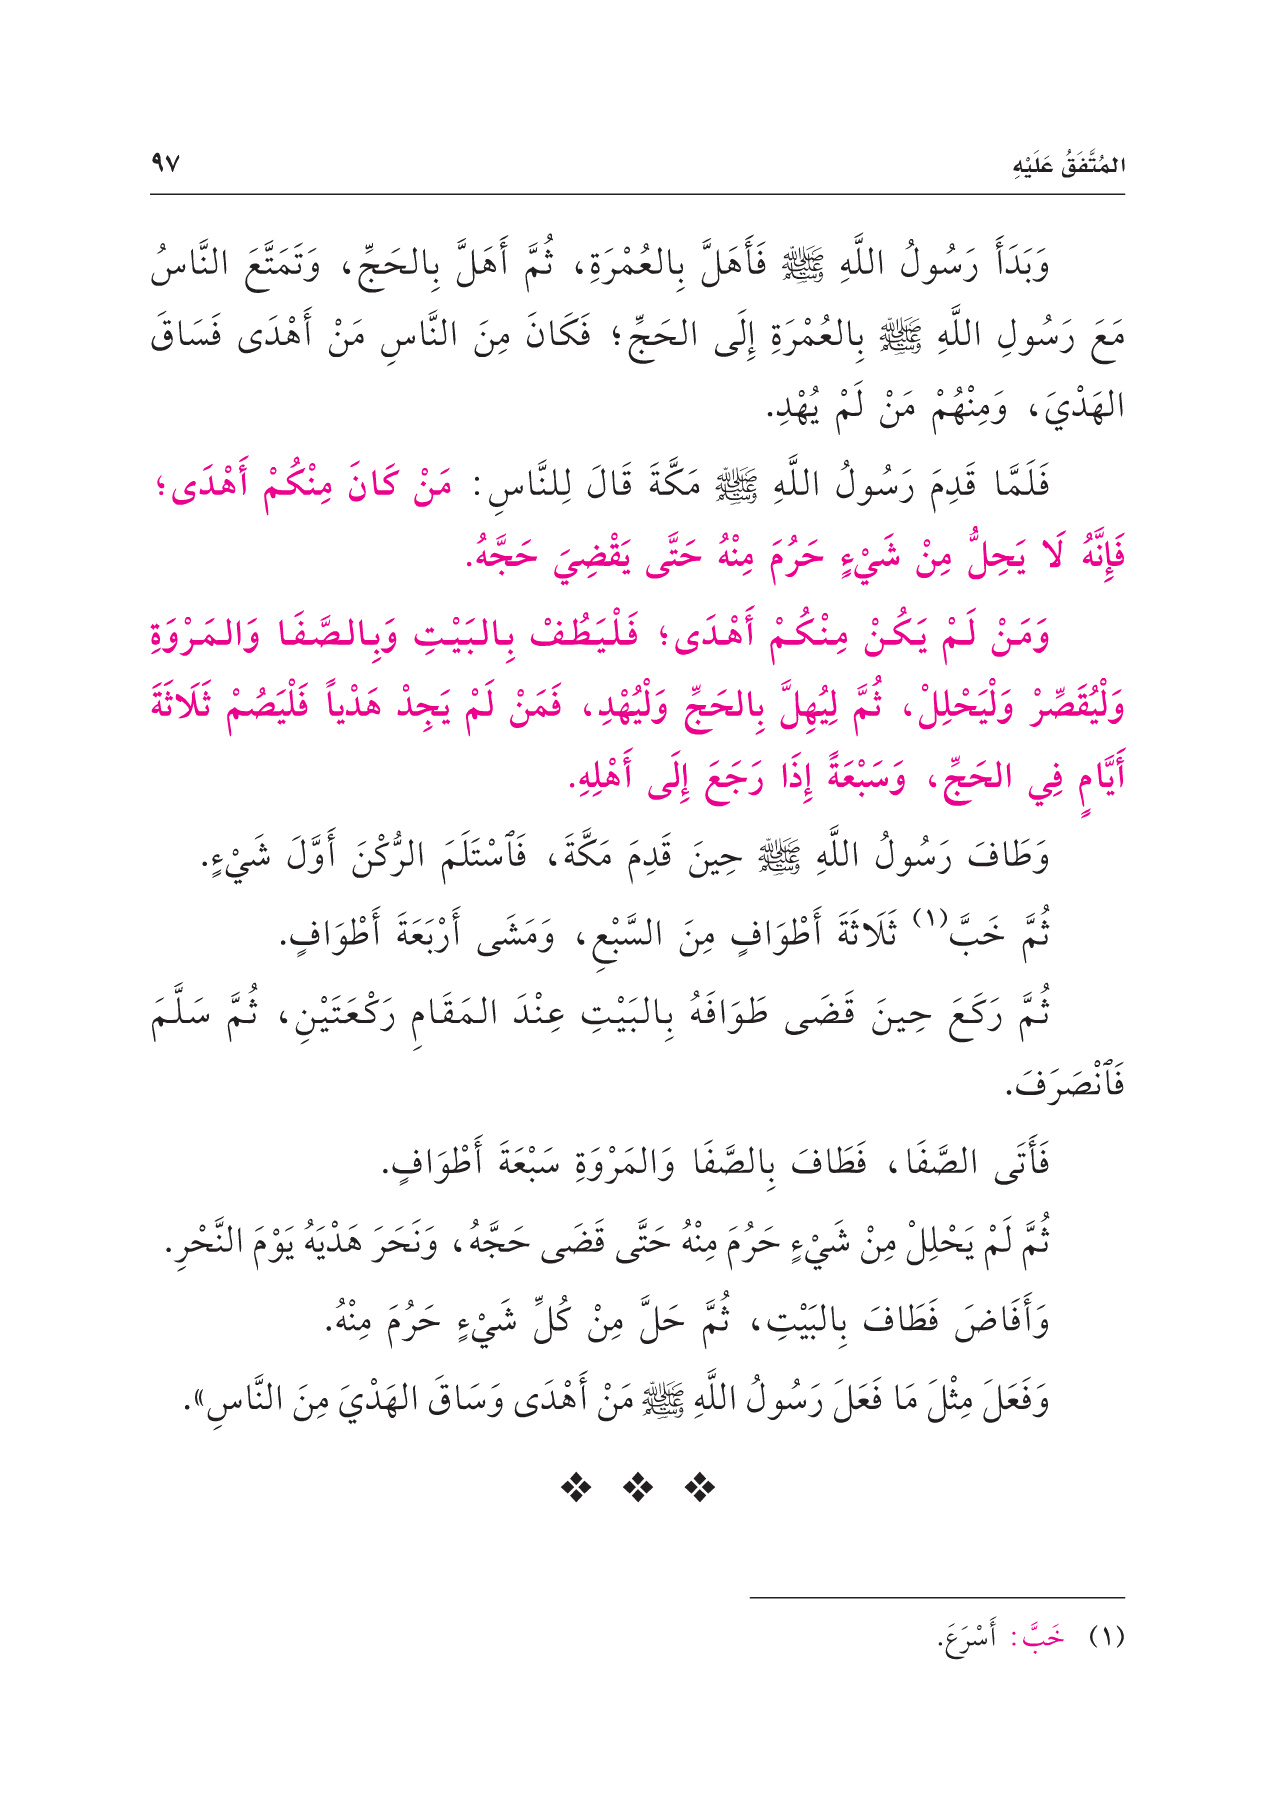 المُتَّفَقُ عَلَيْهِ ٩٧
وَبَدَأَ رَسُولُ اللَّهِ ﷺ فَأَهَلَّ بِالعُمْرَةِ، ثُمَّ أَهَلَّ بِالحَجِّ، وَتَمَتَّعَ النَّاسُ
مَعَ رَسُولِ اللَّهِ ﷺ بِالعُمْرَةِ إِلَى الحَجِّ؛ فَكَانَ مِنَ النَّاسِ مَنْ أَهْدَى فَسَاقَ
الهَدْيَ، وَمِنْهُمْ مَنْ لَمْ يُهْدِ.
فَلَمَّا قَدِمَ رَسُولُ اللَّهِ ﷺ مَكَّةَ قَالَ لِلنَّاسِ: مَنْ كَانَ مِنْكُمْ أَهْدَى؛
فَإِنَّهُ لَا يَحِلُّ مِنْ شَيْءٍ حَرُمَ مِنْهُ حَتَّى يَقْضِيَ حَجَّهُ.
وَمَنْ لَمْ يَكُنْ مِنْكُمْ أَهْدَى؛ فَلْيَطُفْ بِالبَيْتِ وَبِالصَّفَا وَالمَرْوَةِ
وَلْيُقَصِّرْ وَلْيَحْلِلْ، ثُمَّ لِيُهِلَّ بِالحَجِّ وَلْيُهْدِ، فَمَنْ لَمْ يَجِدْ هَدْياً فَلْيَصُمْ ثَلَاثَةَ
أَيَّامٍ فِي الحَجِّ، وَسَبْعَةً إِذَا رَجَعَ إِلَى أَهْلِهِ.
وَطَافَ رَسُولُ اللَّهِ ﷺ حِينَ قَدِمَ مَكَّةَ، فَٱسْتَلَمَ الرُّكْنَ أَوَّلَ شَيْءٍ.
ثُمَّ خَبَّ(١) ثَلَاثَةَ أَطْوَافٍ مِنَ السَّبْعِ، وَمَشَى أَرْبَعَةَ أَطْوَافٍ.
ثُمَّ رَكَعَ حِينَ قَضَى طَوَافَهُ بِالبَيْتِ عِنْدَ المَقَامِ رَكْعَتَيْنِ، ثُمَّ سَلَّمَ
فَٱنْصَرَفَ.
فَأَتَى الصَّفَا، فَطَافَ بِالصَّفَا وَالمَرْوَةِ سَبْعَةَ أَطْوَافٍ.
ثُمَّ لَمْ يَحْلِلْ مِنْ شَيْءٍ حَرُمَ مِنْهُ حَتَّى قَضَى حَجَّهُ، وَنَحَرَ هَدْيَهُ يَوْمَ النَّحْرِ.
وَأَفَاضَ فَطَافَ بِالبَيْتِ، ثُمَّ حَلَّ مِنْ كُلِّ شَيْءٍ حَرُمَ مِنْهُ.
وَفَعَلَ مِثْلَ مَا فَعَلَ رَسُولُ اللَّهِ ﷺ مَنْ أَهْدَى وَسَاقَ الهَدْيَ مِنَ النَّاسِ».
(١) خَبَّ: أَسْرَعَ.